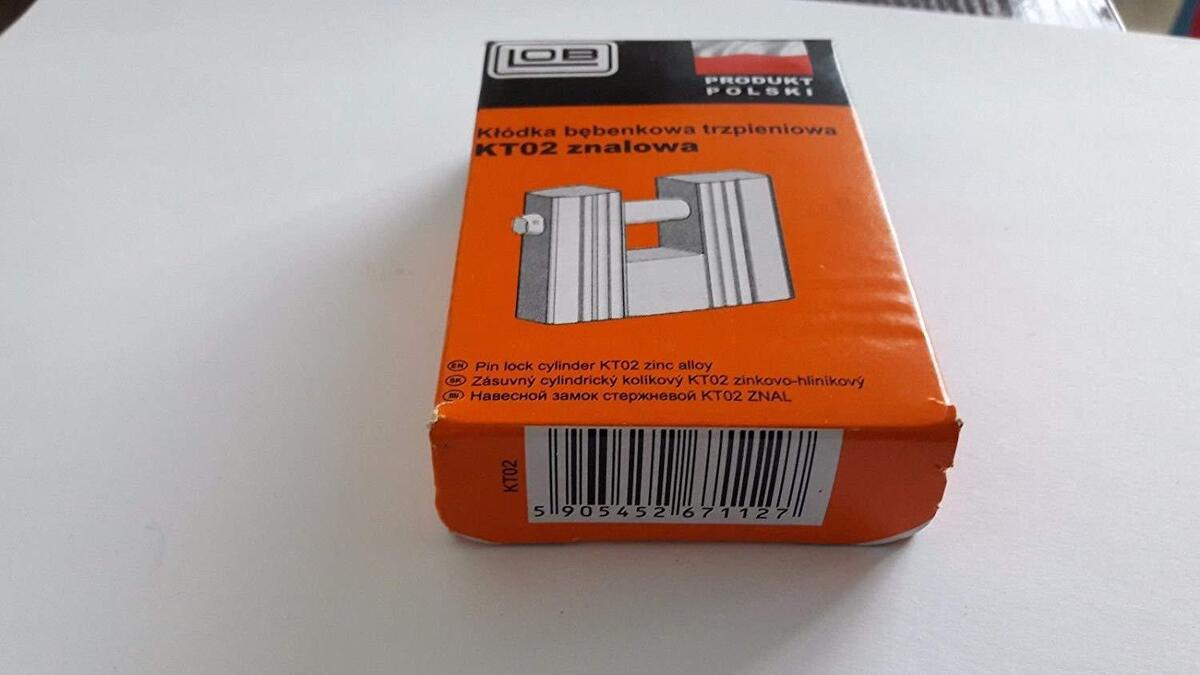 LOB
PRODUKT
POLSKI
Kłódka bębenkowa trzpieniowa
KT02 znalowa
EN Pin lock cylinder KT02 zinc alloy
SK Zásuvný cylindrický kolíkový KT02 zinkovo-hliníkový
RU Навесной замок стержневой KT02 ZNAL
KT02
5 905452 671127